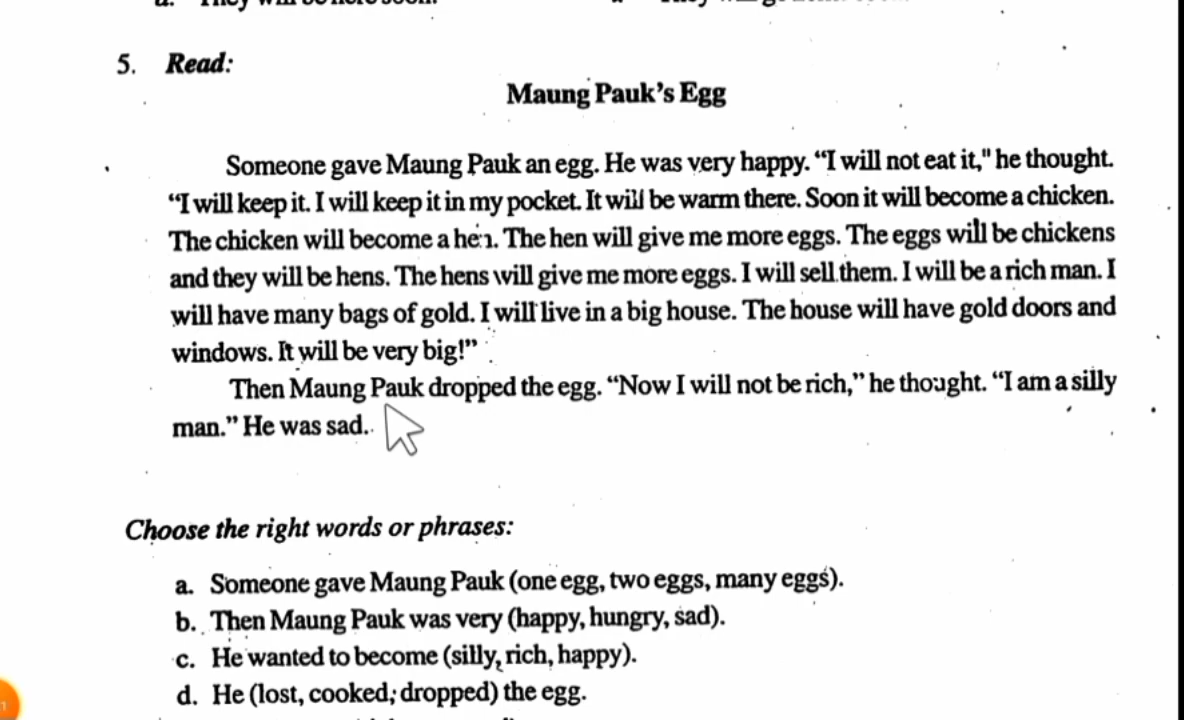 5. Read:
Maung Pauk's Egg
Someone gave Maung Pauk an egg. He was very happy. “I will not eat it," he thought.
“I will keep it. I will keep it in my pocket. It will be warm there. Soon it will become a chicken.
The chicken will become a hen. The hen will give me more eggs. The eggs will be chickens
and they will be hens. The hens will give me more eggs. I will sell them. I will be a rich man. I
will have many bags of gold. I will live in a big house. The house will have gold doors and
windows. It will be very big!”
Then Maung Pauk dropped the egg. “Now I will not be rich,” he thought. “I am a silly
man.” He was sad.
Choose the right words or phrases:
a. Someone gave Maung Pauk (one egg, two eggs, many eggs).
b. Then Maung Pauk was very (happy, hungry, sad).
c. He wanted to become (silly, rich, happy).
d. He (lost, cooked, dropped) the egg.